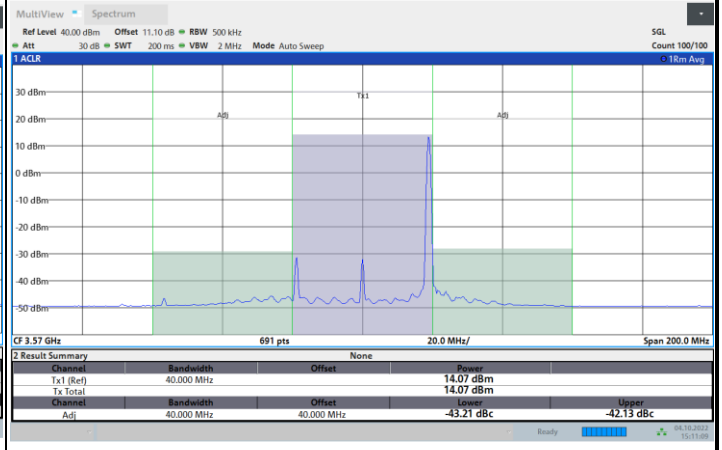 MultiView Spectrum
Ref Level 40.00 dBm Offset 11.10 dB RBW 500 kHz SGL
Att 30 dB SWT 200 ms VBW 2 MHz Mode Auto Sweep Count 100/100
1 ACLR 1Rm Avg
30 dBm
Tx1
20 dBm Adj Adj
10 dBm
0 dBm
-10 dBm
-20 dBm
-30 dBm
-40 dBm
-50 dBm
CF 3.57 GHz 691 pts 20.0 MHz/ Span 200.0 MHz
2 Result Summary None
Channel Bandwidth Offset Power
Tx1 (Ref) 40.000 MHz 14.07 dBm
Tx Total 14.07 dBm
Channel Bandwidth Offset Lower Upper
Adj 40.000 MHz 40.000 MHz -43.21 dBc -42.13 dBc
Ready 04.10.2022
15:11:09